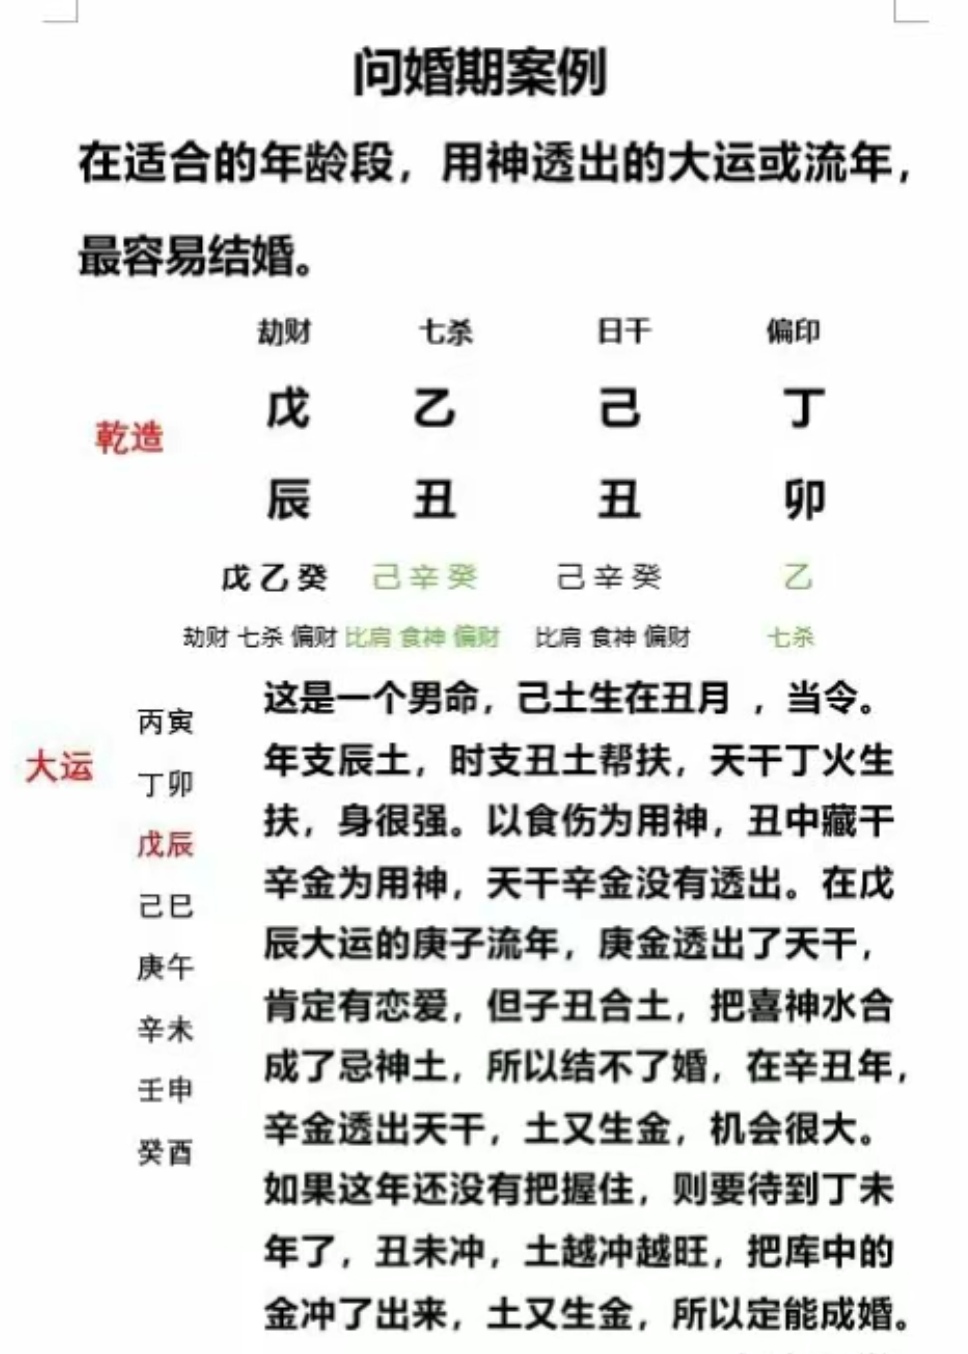 问婚期案例
在适合的年龄段，用神透出的大运或流年，
最容易结婚。
劫财 七杀 日干 偏印
乾造 戊 乙 己 丁
辰 丑 丑 卯
戊乙癸 己辛癸 己辛癸 乙
劫财 七杀 偏财 比肩 食神 偏财 比肩 食神 偏财 七杀
大运
丙寅
丁卯
戊辰
己巳
庚午
辛未
壬申
癸酉
这是一个男命，己土生在丑月 ，当令。
年支辰土，时支丑土帮扶，天干丁火生
扶，身很强。以食伤为用神，丑中藏干
辛金为用神，天干辛金没有透出。在戊
辰大运的庚子流年，庚金透出了天干，
肯定有恋爱，但子丑合土，把喜神水合
成了忌神土，所以结不了婚，在辛丑年，
辛金透出天干，土又生金，机会很大。
如果这年还没有把握住，则要待到丁未
年了，丑未冲，土越冲越旺，把库中的
金冲了出来，土又生金，所以定能成婚。